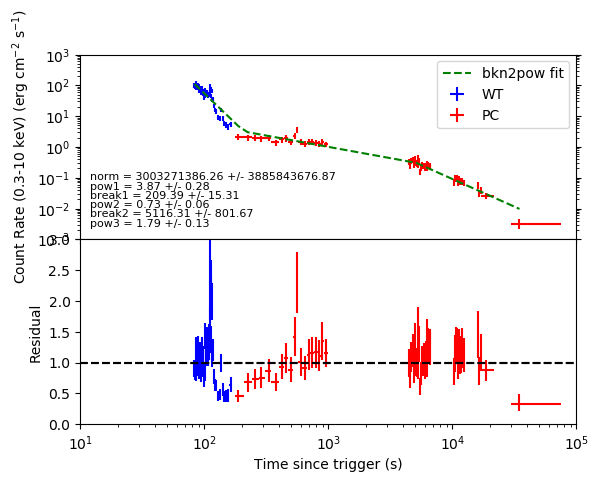 Count Rate (0.3-10 keV) (erg cm⁻² s⁻¹)
10³
10²
10¹
10⁰
10⁻¹
10⁻²
10⁻³
bkn2pow fit
WT
PC
norm = 3003271386.26 +/- 3885843676.87
pow1 = 3.87 +/- 0.28
break1 = 209.39 +/- 15.31
pow2 = 0.73 +/- 0.06
break2 = 5116.31 +/- 801.67
pow3 = 1.79 +/- 0.13
Residual
3.0
2.5
2.0
1.5
1.0
0.5
0.0
10¹ 10² 10³ 10⁴ 10⁵
Time since trigger (s)